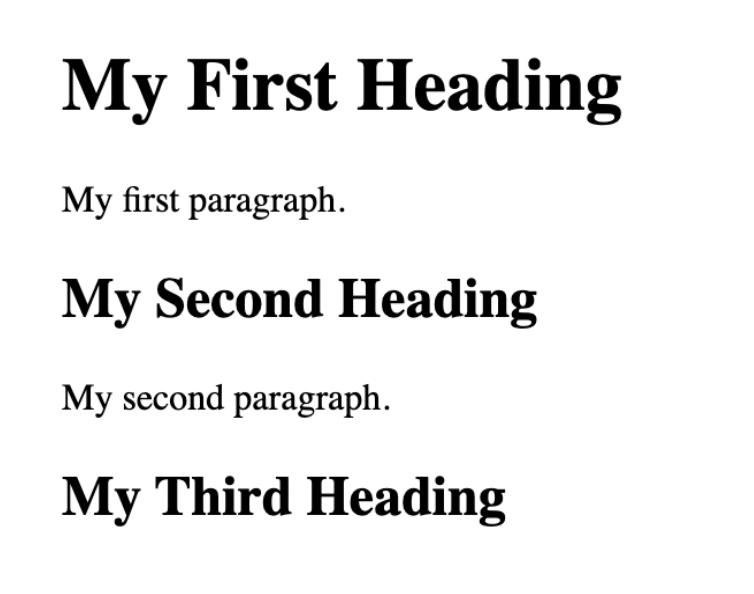 My First Heading
My first paragraph.
My Second Heading
My second paragraph.
My Third Heading